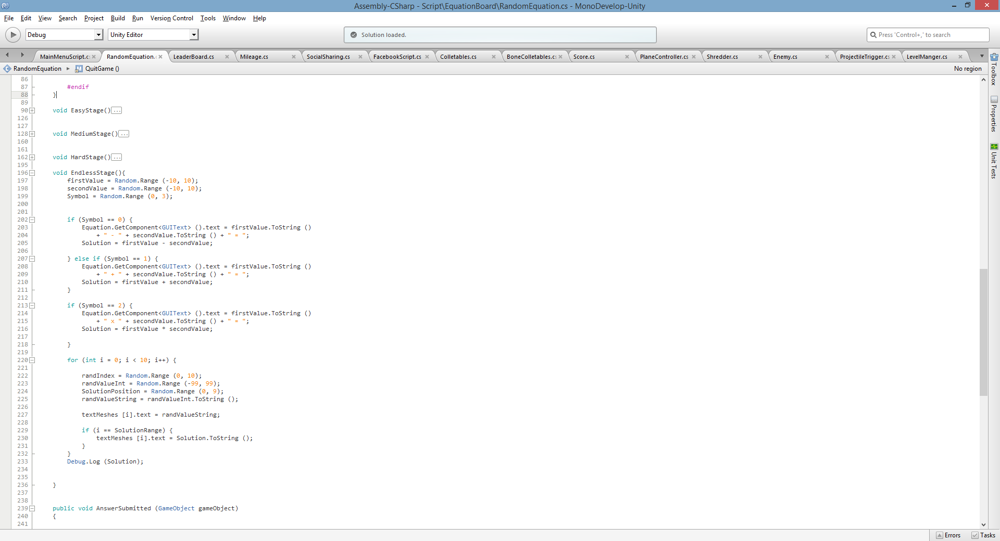 Assembly-CSharp - Script\EquationBoard\RandomEquation.cs - MonoDevelop-Unity
File Edit View Search Project Build Run Version Control Tools Window Help
Debug Unity Editor Solution loaded. Press 'Control+,' to search
MainMenuScript.c RandomEquation. LeaderBoard.cs Mileage.cs SocialSharing.cs FacebookScript.cs Colletables.cs BoneColletables.cs Score.cs PlaneController.cs Shredder.cs Enemy.cs ProjectileTrigger.cs LevelManger.cs
RandomEquation QuitGame () No region
Toolbox
Properties
Unit Tests
86
87 #endif
88 }
89
90 void EasyStage()...
126
127
128 void MediumStage()...
160
161
162 void HardStage()...
195
196 void EndlessStage(){
197 firstValue = Random.Range (-10, 10);
198 secondValue = Random.Range (-10, 10);
199 Symbol = Random.Range (0, 3);
200
201
202 if (Symbol == 0) {
203 Equation.GetComponent<GUIText> ().text = firstValue.ToString ()
204 + " - " + secondValue.ToString () + " = ";
205 Solution = firstValue - secondValue;
206
207 } else if (Symbol == 1) {
208 Equation.GetComponent<GUIText> ().text = firstValue.ToString ()
209 + " + " + secondValue.ToString () + " = ";
210 Solution = firstValue + secondValue;
211 }
212
213 if (Symbol == 2) {
214 Equation.GetComponent<GUIText> ().text = firstValue.ToString ()
215 + " x " + secondValue.ToString () + " = ";
216 Solution = firstValue * secondValue;
217
218 }
219
220 for (int i = 0; i < 10; i++) {
221
222 randIndex = Random.Range (0, 10);
223 randValueInt = Random.Range (-99, 99);
224 SolutionPosition = Random.Range (0, 9);
225 randValueString = randValueInt.ToString ();
226
227 textMeshes [i].text = randValueString;
228
229 if (i == SolutionRange) {
230 textMeshes [i].text = Solution.ToString ();
231 }
232 }
233 Debug.Log (Solution);
234
235
236 }
237
238
239 public void AnswerSubmitted (GameObject gameObject)
240 {
241
Errors Tasks